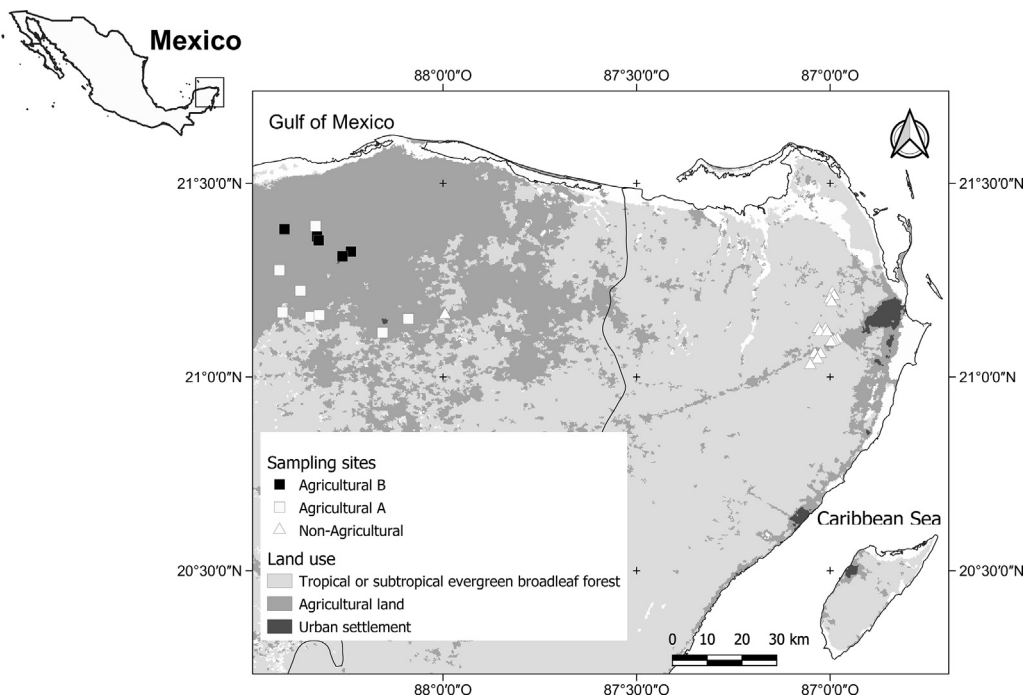 Mexico
88°0'0"O 87°30'0"O 87°0'0"O
Gulf of Mexico
21°30'0"N 21°30'0"N
21°0'0"N 21°0'0"N
Sampling sites
Agricultural B
Agricultural A
Non-Agricultural
Caribbean Sea
Land use
20°30'0"N 20°30'0"N
Tropical or subtropical evergreen broadleaf forest
Agricultural land
Urban settlement
0 10 20 30 km
88°0'0"O 87°30'0"O 87°0'0"O